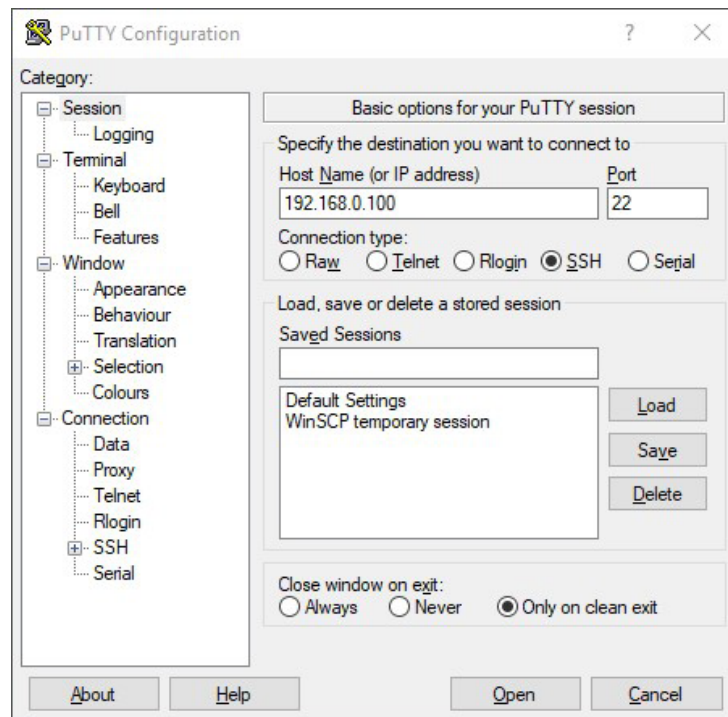 PuTTY Configuration ?
Category:
Session
Logging
Terminal
Keyboard
Bell
Features
Window
Appearance
Behaviour
Translation
Selection
Colours
Connection
Data
Proxy
Telnet
Rlogin
SSH
Serial
Basic options for your PuTTY session
Specify the destination you want to connect to
Host Name (or IP address) Port
192.168.0.100 22
Connection type:
Raw Telnet Rlogin SSH Serial
Load, save or delete a stored session
Saved Sessions
Default Settings
WinSCP temporary session
Load
Save
Delete
Close window on exit:
Always Never Only on clean exit
About Help Open Cancel